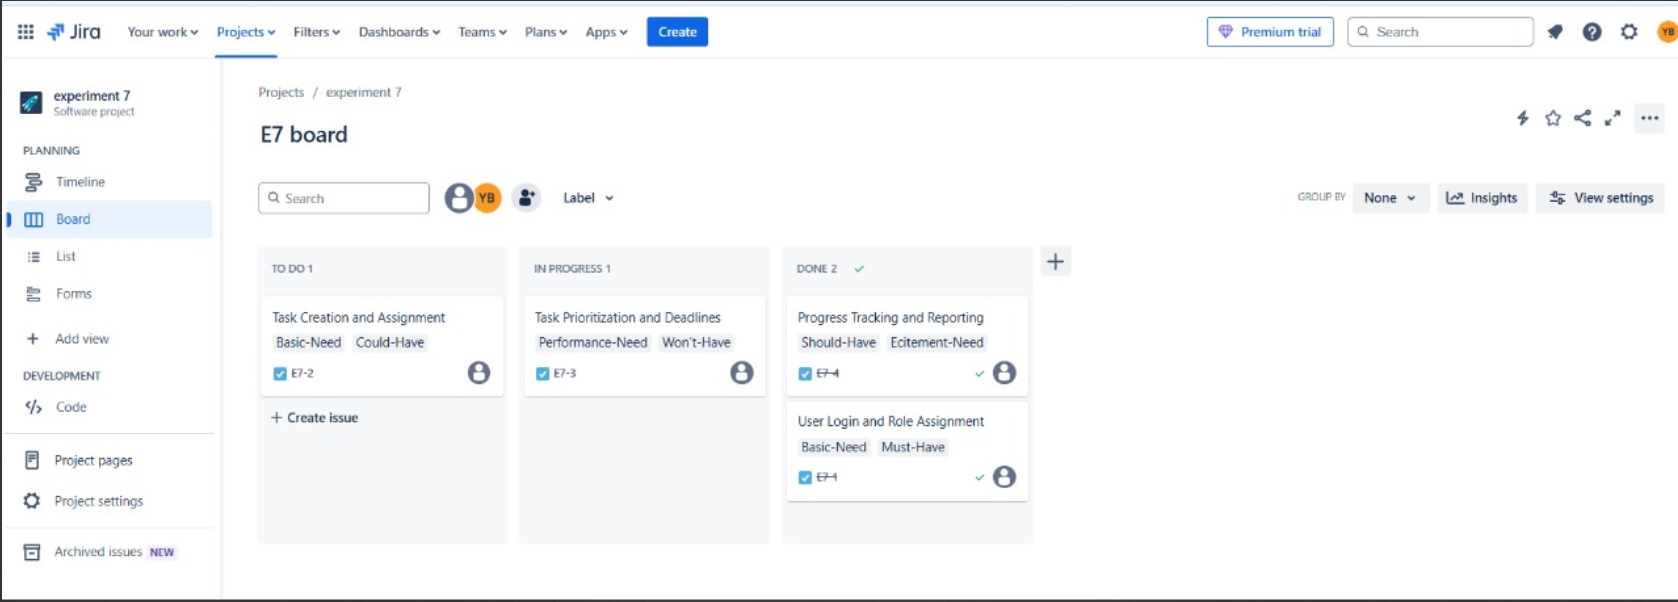 Jira Your work Projects Filters Dashboards Teams Plans Apps Create Premium trial Search YB
experiment 7
Software project
PLANNING
Timeline
Board
List
Forms
Add view
DEVELOPMENT
Code
Project pages
Project settings
Archived issues NEW
Projects / experiment 7
E7 board
Search YB Label GROUP BY None Insights View settings
TO DO 1
Task Creation and Assignment
Basic-Need Could-Have
E7-2
+ Create issue
IN PROGRESS 1
Task Prioritization and Deadlines
Performance-Need Won't-Have
E7-3
DONE 2
Progress Tracking and Reporting
Should-Have Ecitement-Need
E7-4
User Login and Role Assignment
Basic-Need Must-Have
E7-1